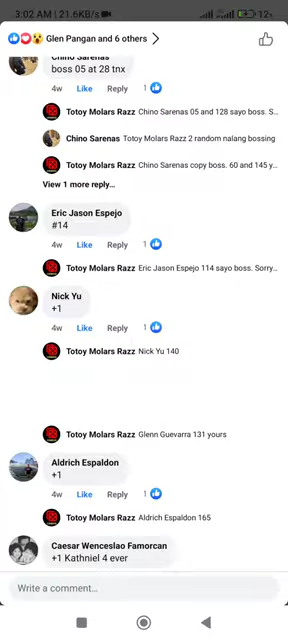 3:02 AM | 21.6KB/s
12
Glen Pangan and 6 others
Chino Sarenas
boss 05 at 28 tnx
4w Like Reply 1
Totoy Molars Razz Chino Sarenas 05 and 128 sayo boss. S...
Chino Sarenas Totoy Molars Razz 2 random nalang bossing
Totoy Molars Razz Chino Sarenas copy boss. 60 and 145 y...
View 1 more reply...
Eric Jason Espejo
#14
4w Like Reply 1
Totoy Molars Razz Eric Jason Espejo 114 sayo boss. Sorry...
Nick Yu
+1
4w Like Reply 1
Totoy Molars Razz Nick Yu 140
Totoy Molars Razz Glenn Guevarra 131 yours
Aldrich Espaldon
+1
4w Like Reply 1
Totoy Molars Razz Aldrich Espaldon 165
Caesar Wenceslao Famorcan
+1 Kathniel 4 ever
Write a comment...